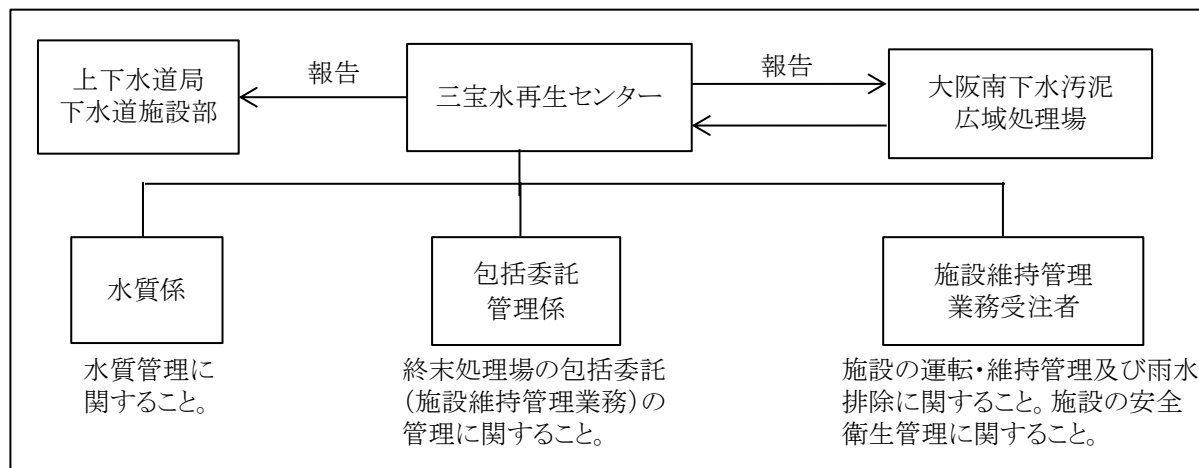 上下水道局
下水道施設部
報告
三宝水再生センター
報告
大阪南下水汚泥
広域処理場
水質係
包括委託
管理係
施設維持管理
業務受注者
水質管理に
関すること。
終末処理場の包括委託
（施設維持管理業務）の
管理に関すること。
施設の運転・維持管理及び雨水
排除に関すること。施設の安全
衛生管理に関すること。